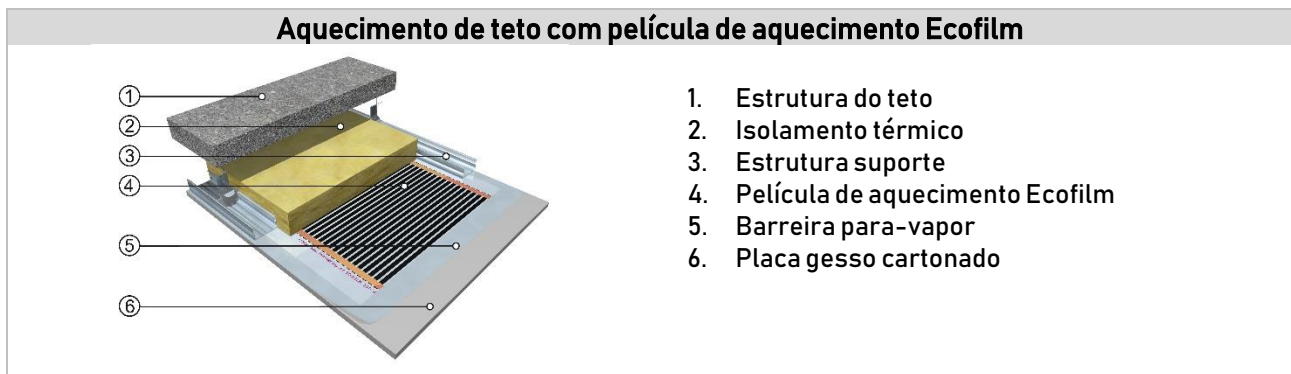 Aquecimento de teto com película de aquecimento Ecofilm
1
2
3
4
5
6
1. Estrutura do teto
2. Isolamento térmico
3. Estrutura suporte
4. Película de aquecimento Ecofilm
5. Barreira para-vapor
6. Placa gesso cartonado